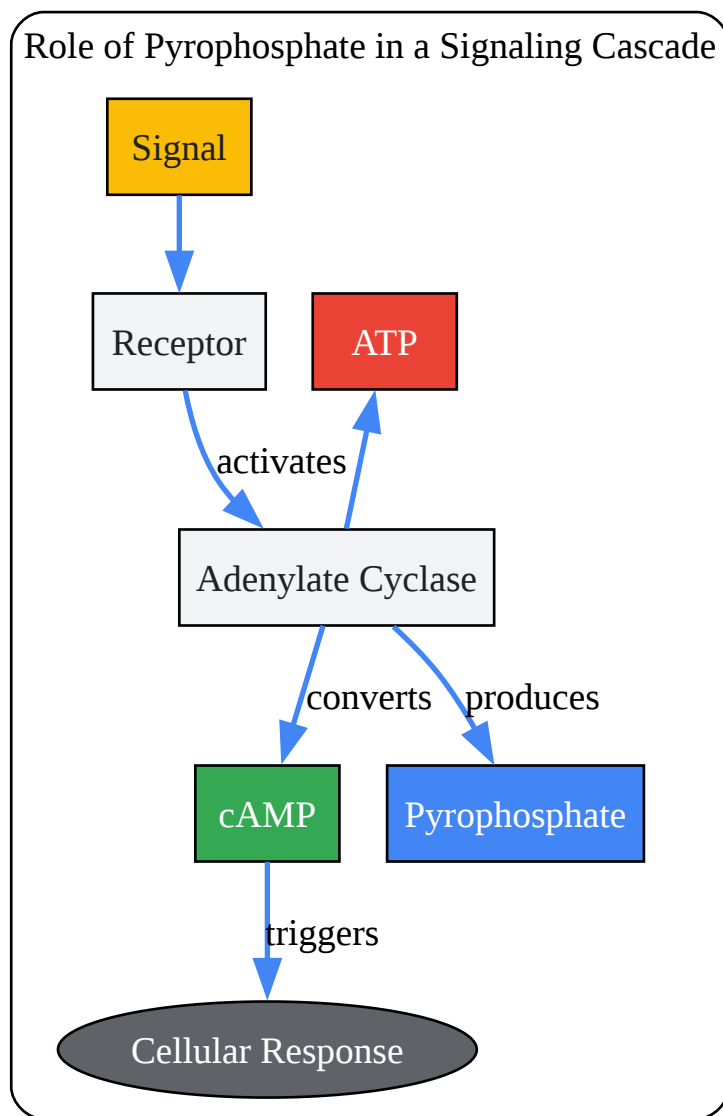 Role of Pyrophosphate in a Signaling Cascade
Signal
Receptor
ATP
activates
Adenylate Cyclase
converts
produces
cAMP
Pyrophosphate
triggers
Cellular Response